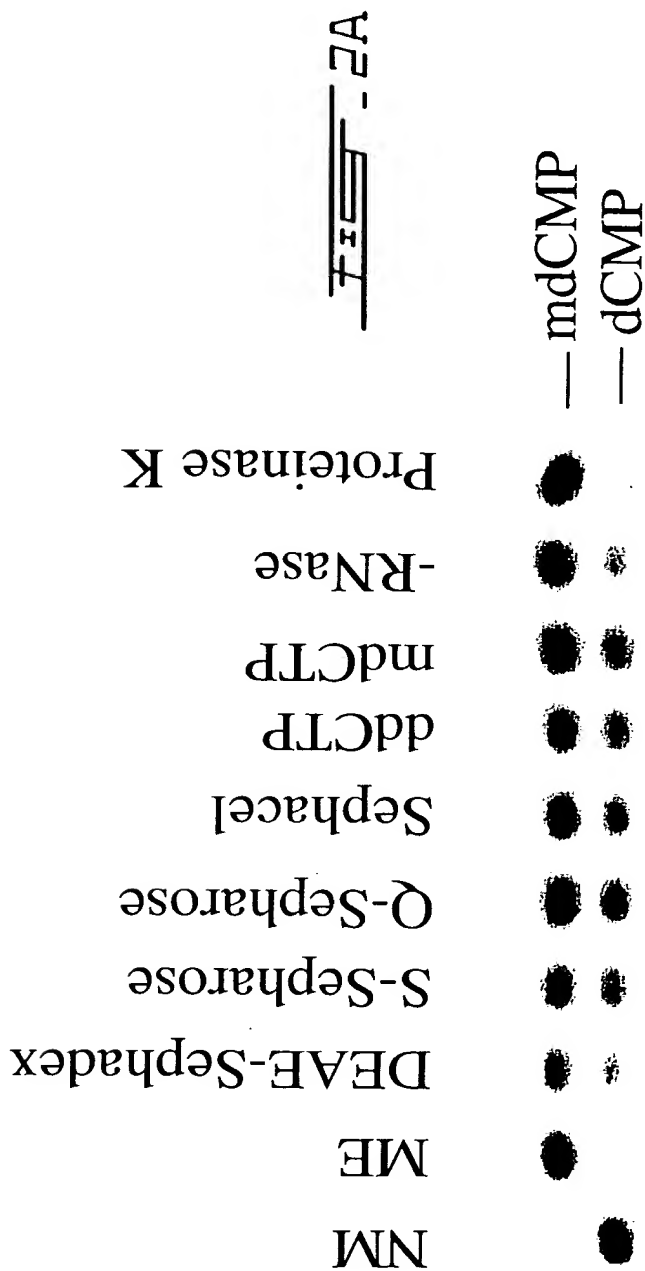 FIG-2A
Proteinase K
-RNase
mdCTP
ddCTP
Sephacel
Q-Sepharose
S-Sepharose
DEAE-Sephadex
ME
NM
mdCMP
dCMP